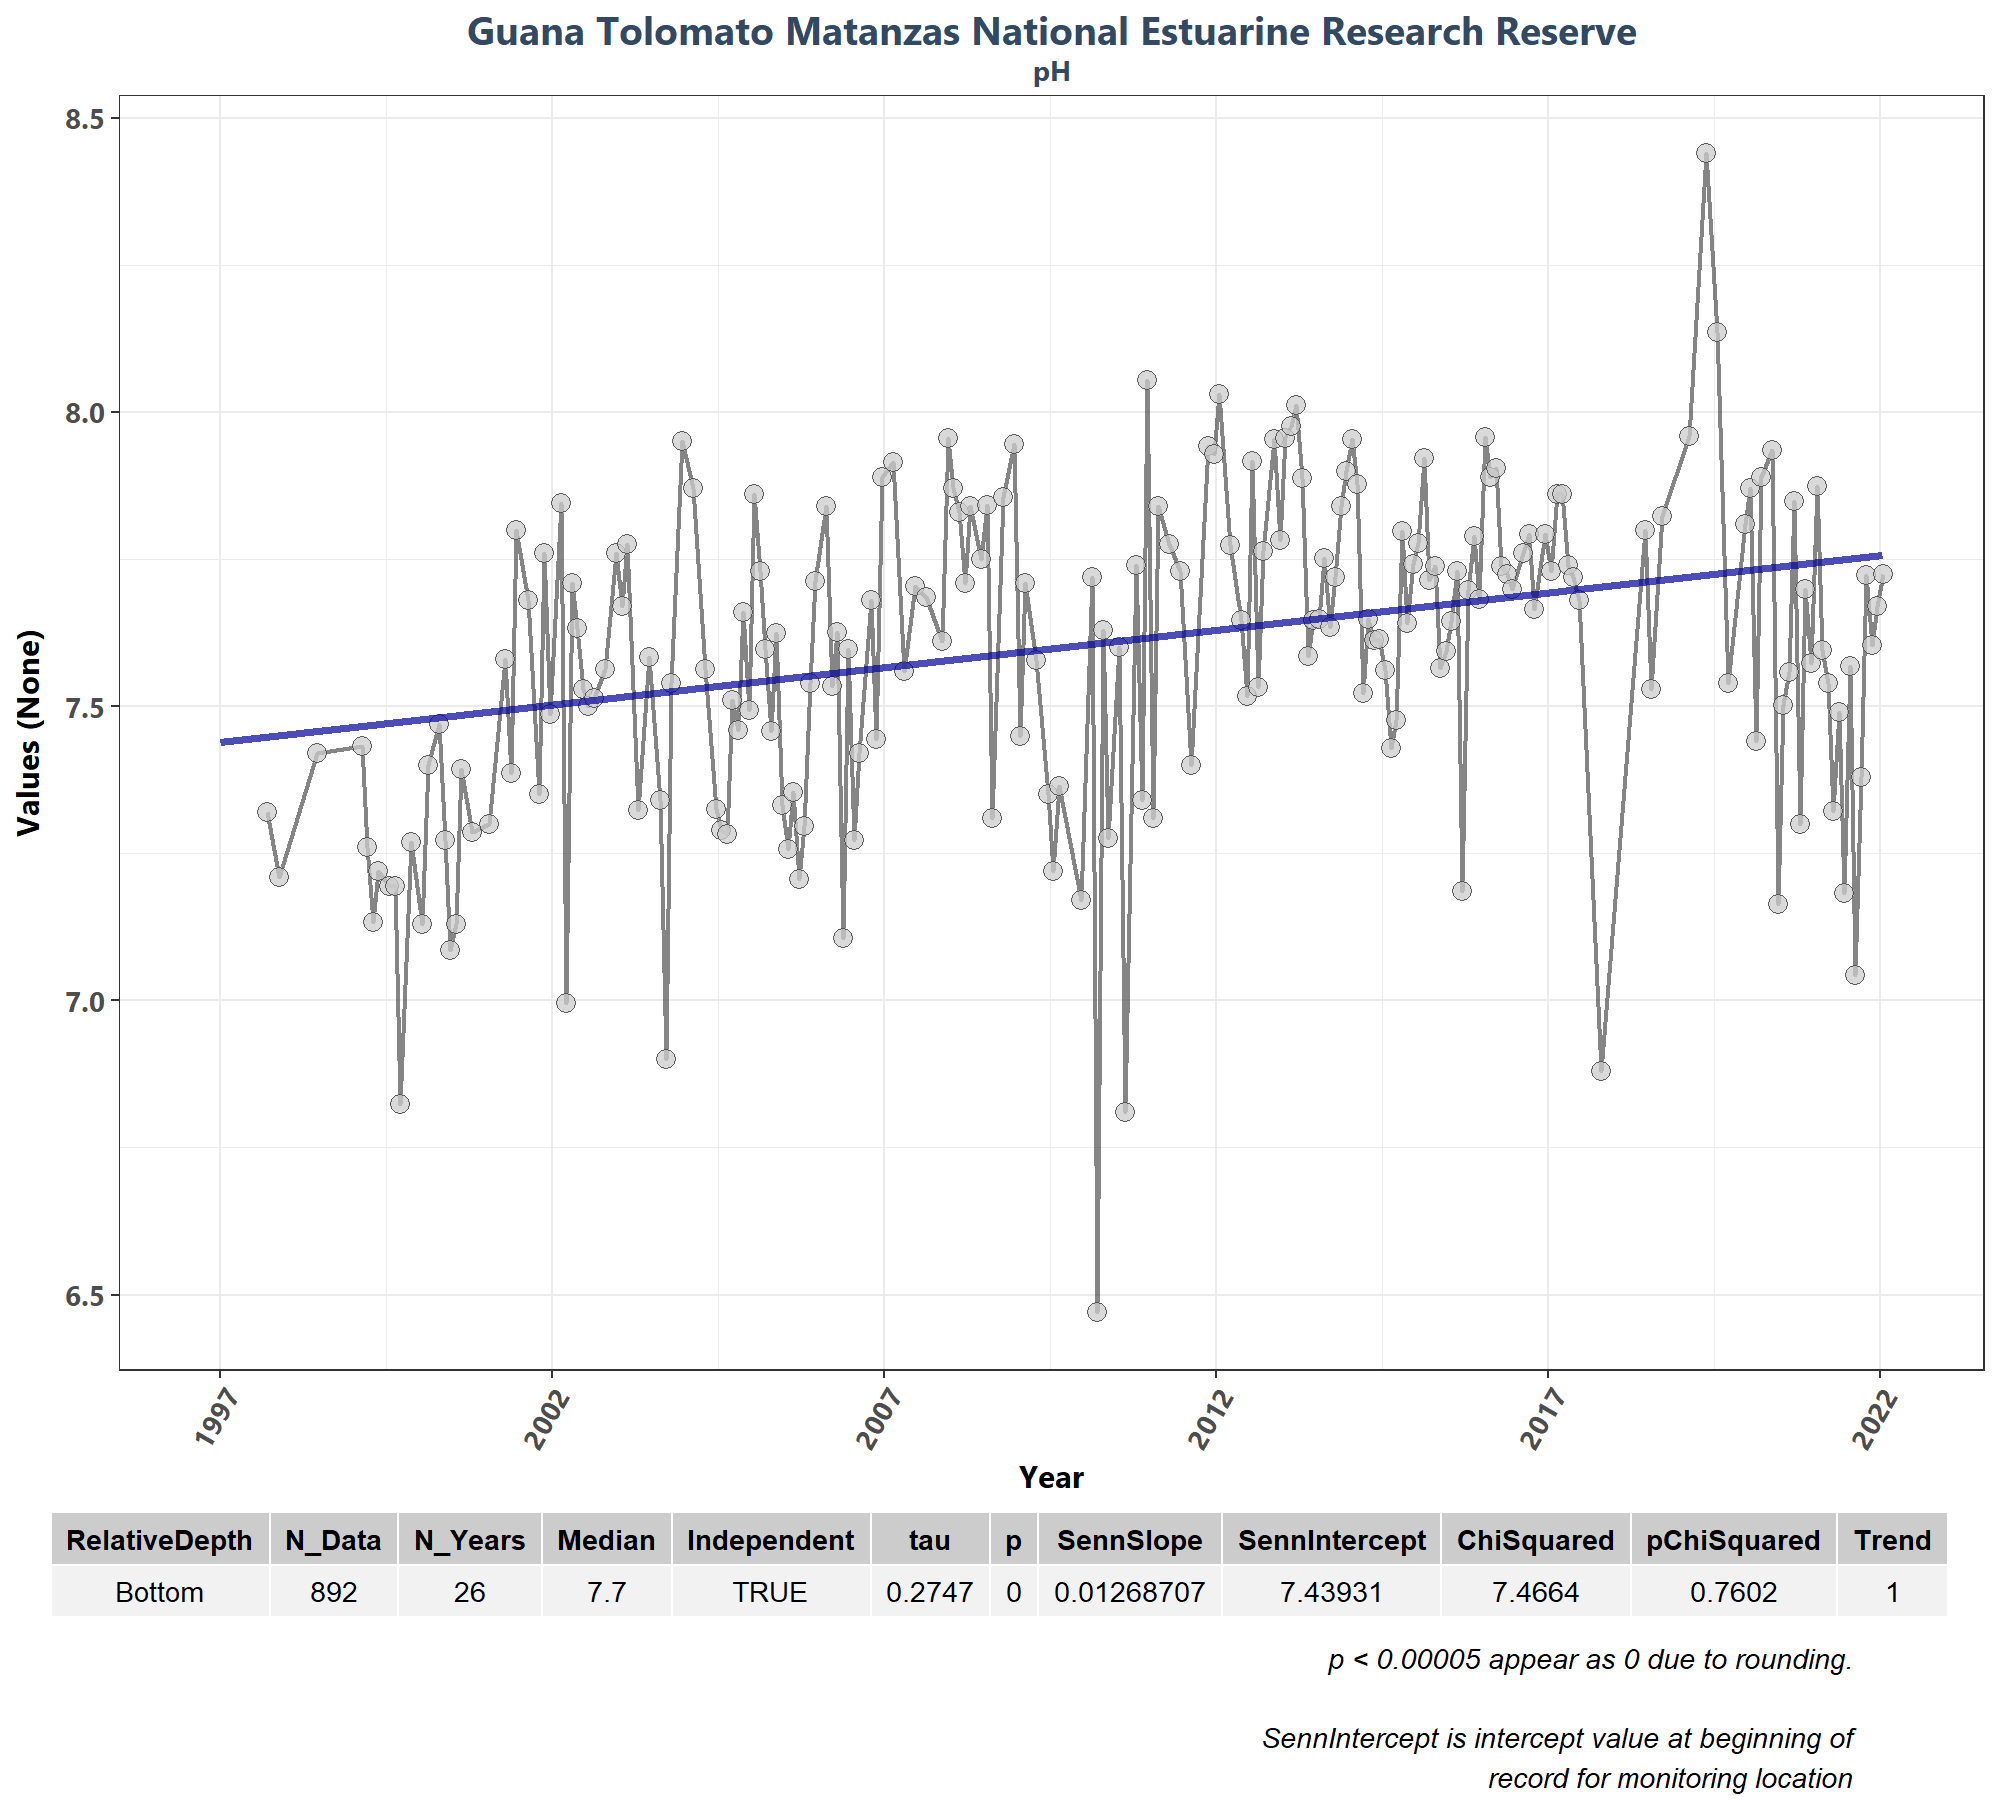 Guana Tolomato Matanzas National Estuarine Research Reserve
pH
8.5
8.0
7.5
7.0
6.5
Values (None)
1997 2002 2007 2012 2017 2022
Year
RelativeDepth N_Data N_Years Median Independent tau p SennSlope SennIntercept ChiSquared pChiSquared Trend
Bottom 892 26 7.7 TRUE 0.2747 0 0.01268707 7.43931 7.4664 0.7602 1
p < 0.00005 appear as 0 due to rounding.
SennIntercept is intercept value at beginning of
record for monitoring location